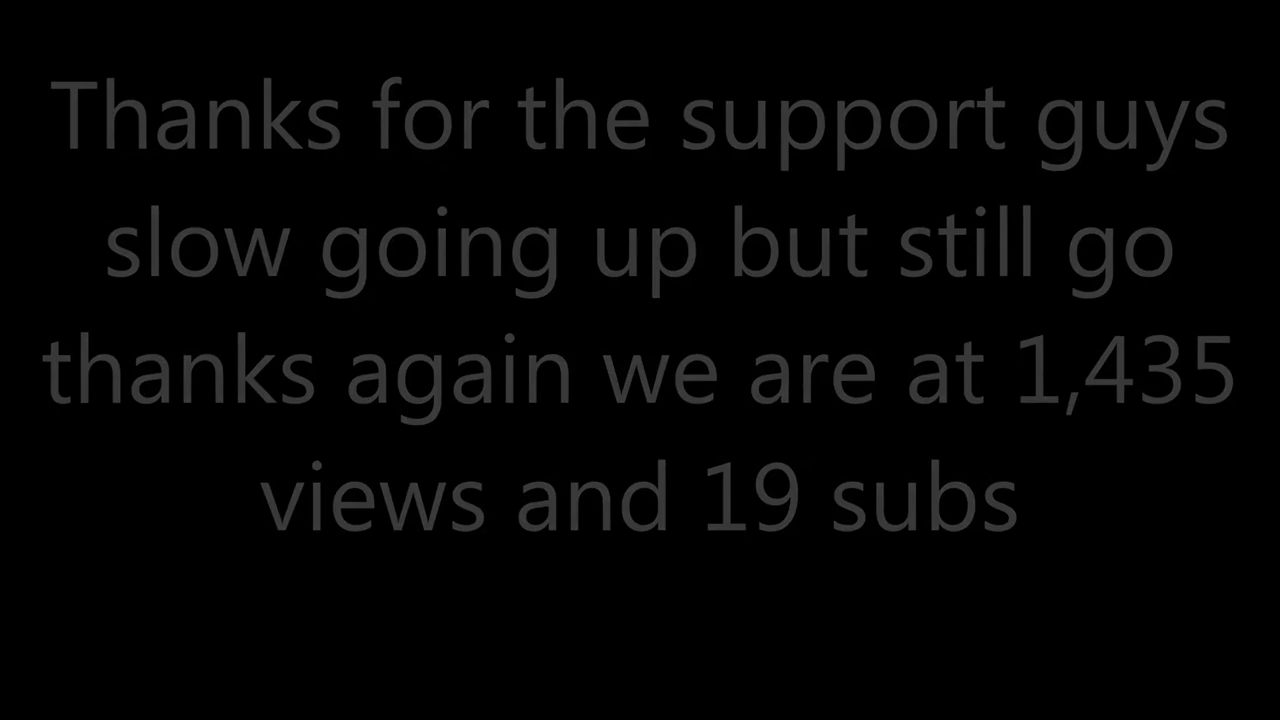 Thanks for the support guys
slow going up but still go
thanks again we are at 1,435
views and 19 subs